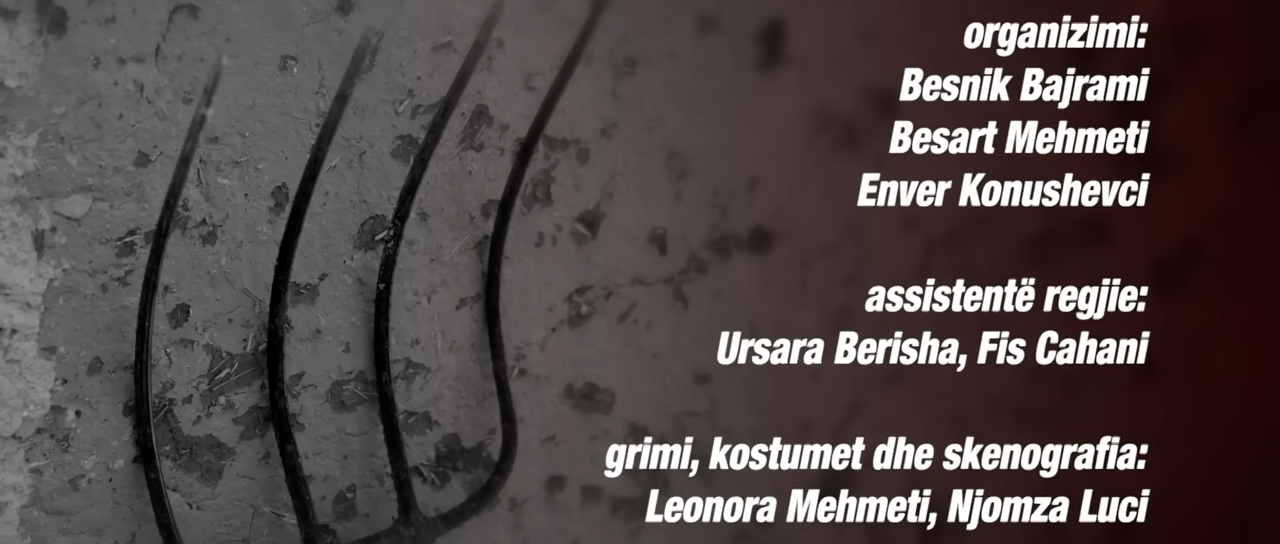 organizimi:
Besnik Bajrami
Besart Mehmeti
Enver Konushevci
assistentë regjie:
Ursara Berisha, Fis Cahani
grimi, kostumet dhe skenografia:
Leonora Mehmeti, Njomza Luci